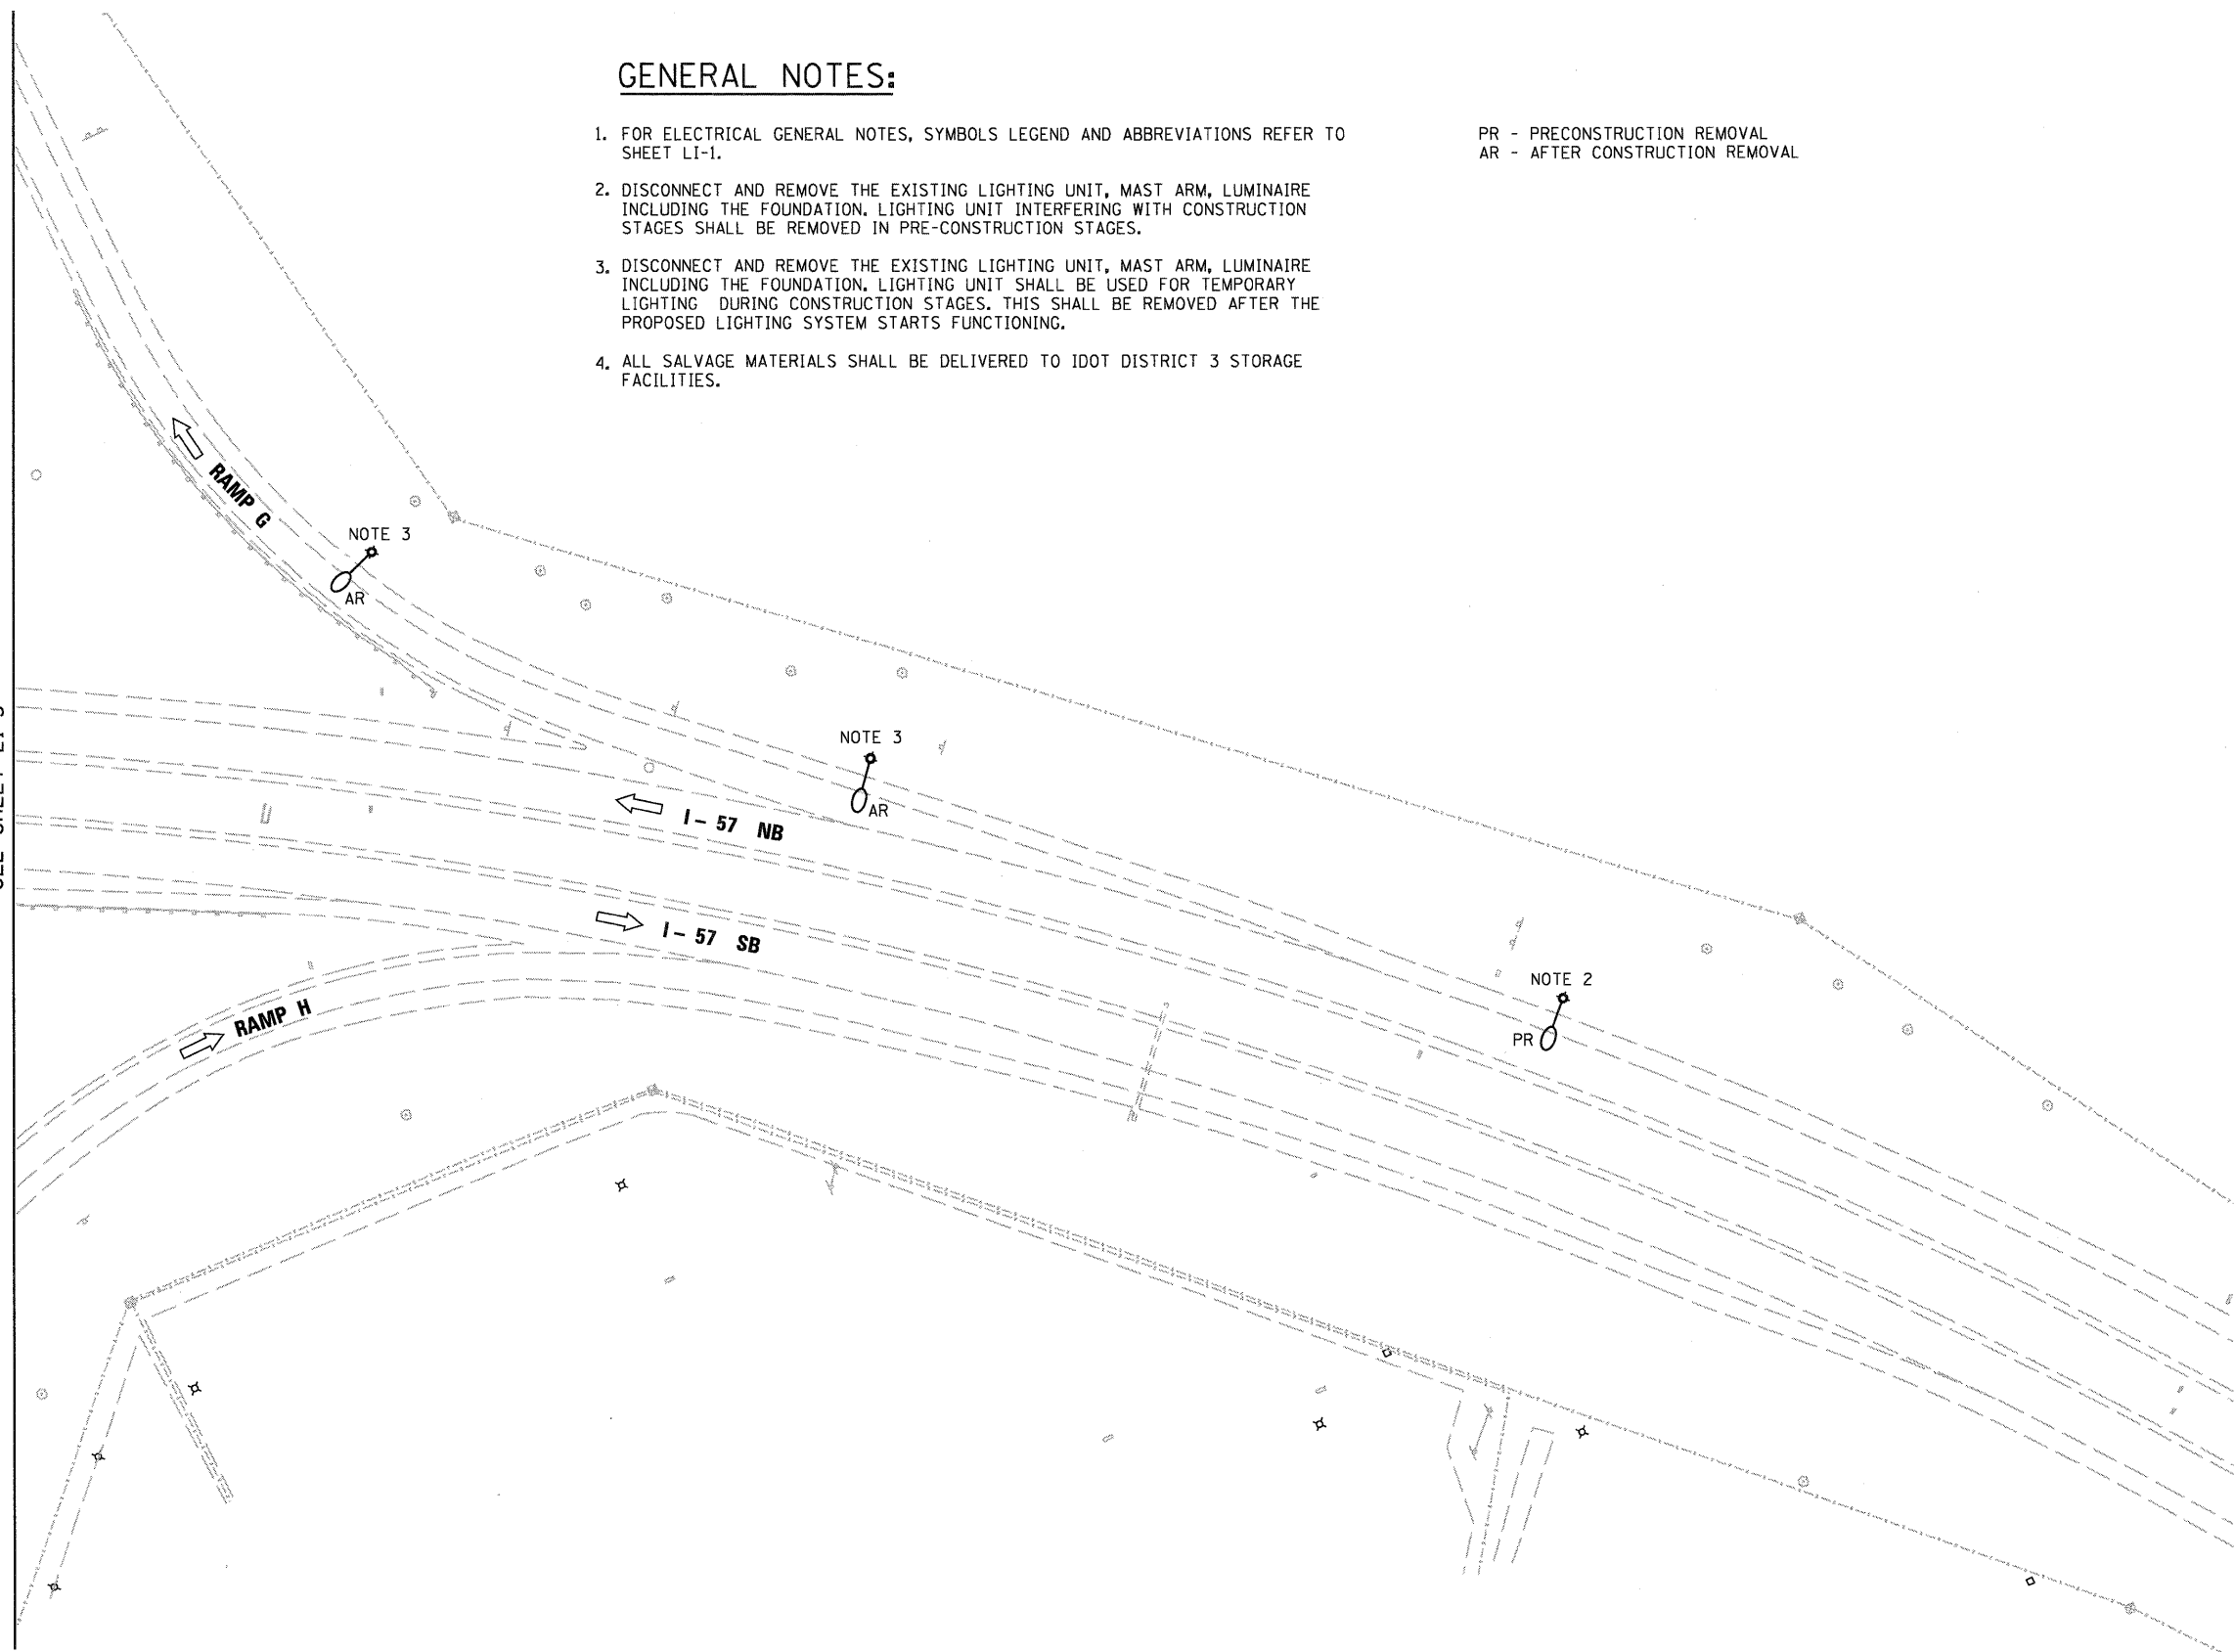 GENERAL NOTES:
1. FOR ELECTRICAL GENERAL NOTES, SYMBOLS LEGEND AND ABBREVIATIONS REFER TO
SHEET LI-1.
2. DISCONNECT AND REMOVE THE EXISTING LIGHTING UNIT, MAST ARM, LUMINAIRE
INCLUDING THE FOUNDATION. LIGHTING UNIT INTERFERING WITH CONSTRUCTION
STAGES SHALL BE REMOVED IN PRE-CONSTRUCTION STAGES.
3. DISCONNECT AND REMOVE THE EXISTING LIGHTING UNIT, MAST ARM, LUMINAIRE
INCLUDING THE FOUNDATION. LIGHTING UNIT SHALL BE USED FOR TEMPORARY
LIGHTING DURING CONSTRUCTION STAGES. THIS SHALL BE REMOVED AFTER THE
PROPOSED LIGHTING SYSTEM STARTS FUNCTIONING.
4. ALL SALVAGE MATERIALS SHALL BE DELIVERED TO IDOT DISTRICT 3 STORAGE
FACILITIES.
PR - PRECONSTRUCTION REMOVAL
AR - AFTER CONSTRUCTION REMOVAL
RAMP G
NOTE 3
AR
NOTE 3
AR
I- 57 NB
I- 57 SB
NOTE 2
PR
RAMP H